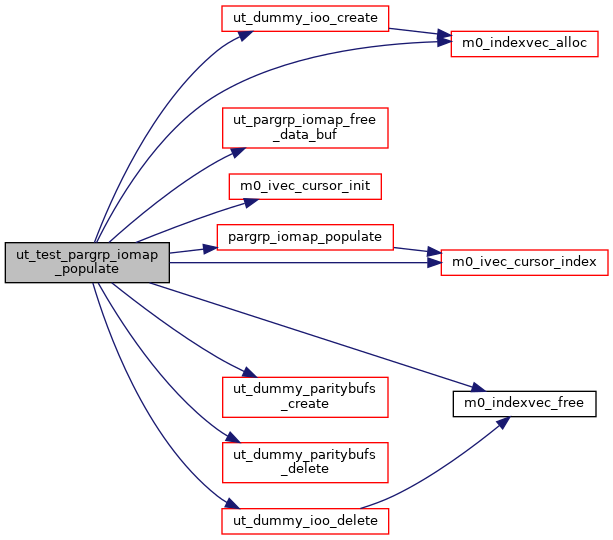 ut_dummy_ioo_create
m0_indexvec_alloc
ut_pargrp_iomap_free
_data_buf
m0_ivec_cursor_init
pargrp_iomap_populate
ut_test_pargrp_iomap
_populate
m0_ivec_cursor_index
ut_dummy_paritybufs
_create
m0_indexvec_free
ut_dummy_paritybufs
_delete
ut_dummy_ioo_delete